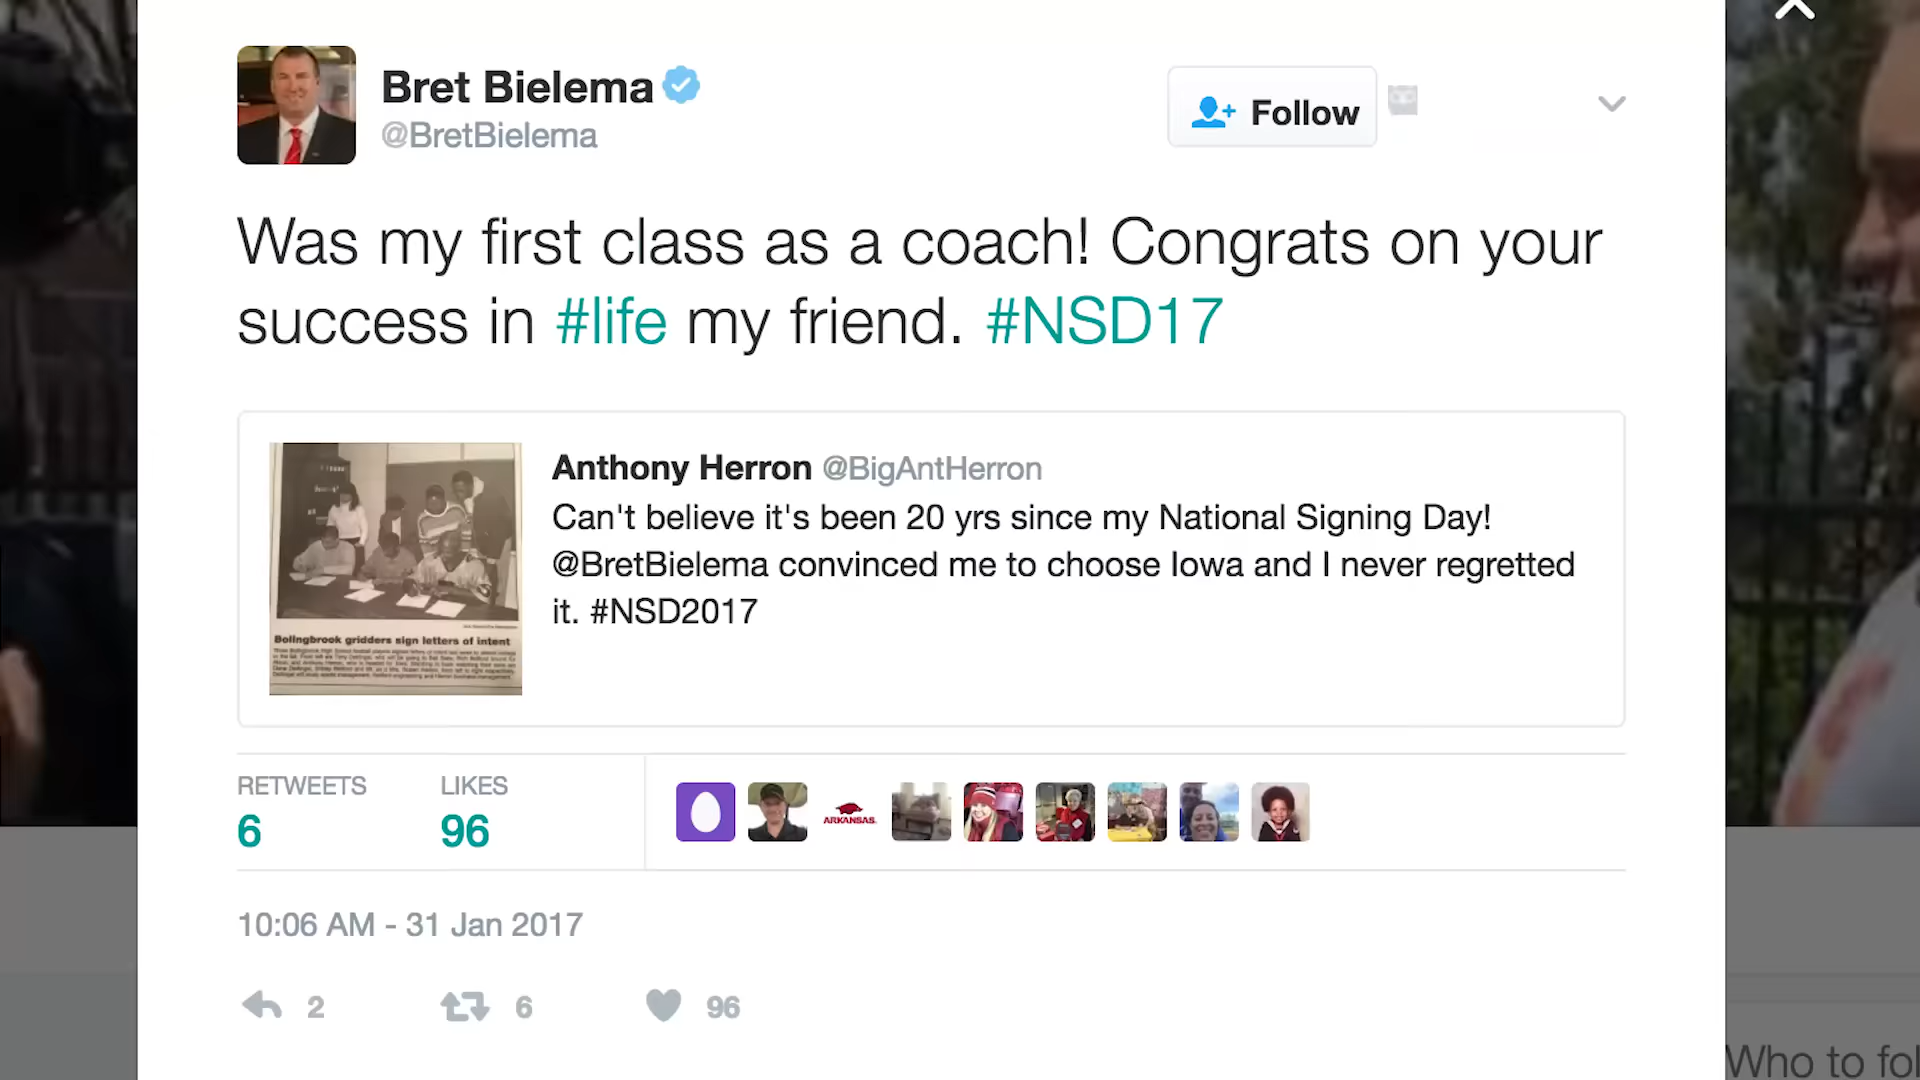 Bret Bielema
@BretBielema
Follow
Was my first class as a coach! Congrats on your
success in #life my friend. #NSD17
Anthony Herron @BigAntHerron
Can't believe it's been 20 yrs since my National Signing Day!
@BretBielema convinced me to choose Iowa and I never regretted
it. #NSD2017
Bolingbrook gridders sign letters of intent
RETWEETS
6
LIKES
96
ARKANSAS
10:06 AM - 31 Jan 2017
2
6
96
Who to fol